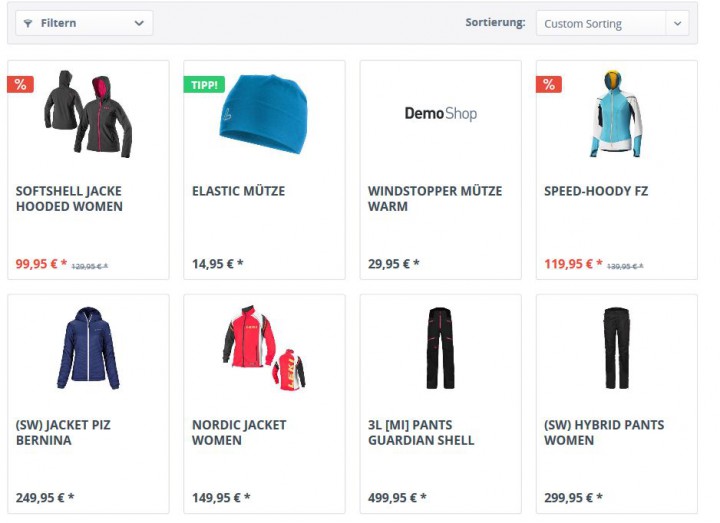 Filtern
Sortierung: Custom Sorting
%
TIPP!
%
DemoShop
SOFTSHELL JACKE
HOODED WOMEN
ELASTIC MÜTZE
WINDSTOPPER MÜTZE
WARM
SPEED-HOODY FZ
99,95 € * 129,95 € *
14,95 € *
29,95 € *
119,95 € * 139,95 € *
LEKI
(SW) JACKET PIZ
BERNINA
NORDIC JACKET
WOMEN
3L [MI] PANTS
GUARDIAN SHELL
(SW) HYBRID PANTS
WOMEN
249,95 € *
149,95 € *
499,95 € *
299,95 € *